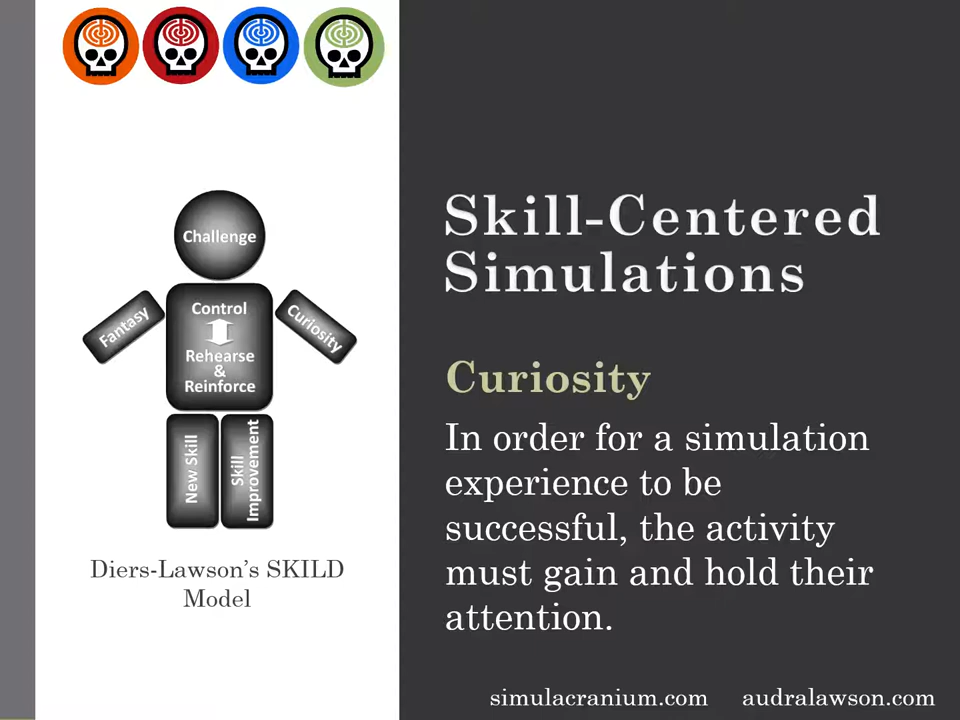 Challenge
Fantasy
Curiosity
Control
Rehearse
&
Reinforce
New Skill
Skill
Improvement
Diers-Lawson’s SKILD
Model
Skill-Centered
Simulations
Curiosity
In order for a simulation
experience to be
successful, the activity
must gain and hold their
attention.
simulacranium.com audralawson.com